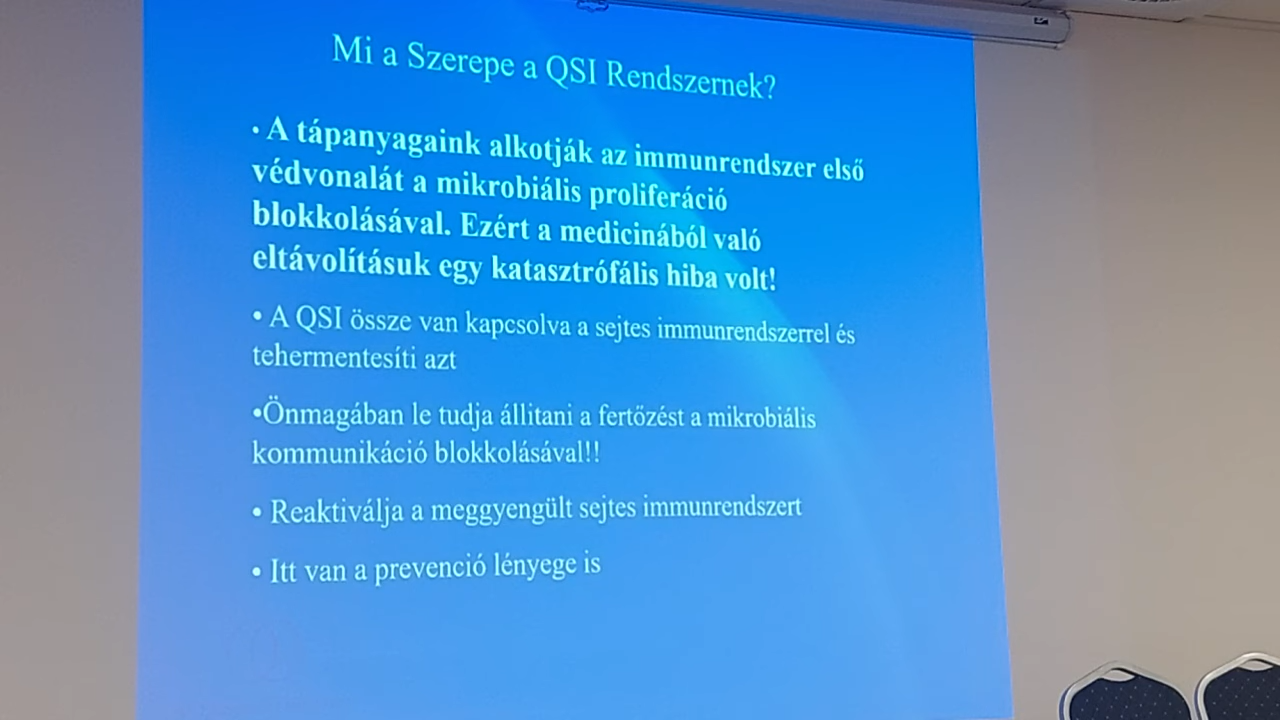 Mi a Szerepe a QSI Rendszernek?
• A tápanyagaink alkotják az immunrendszer első
védvonalát a mikrobiális proliferáció
blokkolásával. Ezért a medicinából való
eltávolításuk egy katasztrófális hiba volt!
• A QSI össze van kapcsolva a sejtes immunrendszerrel és
tehermentesíti azt
•Önmagában le tudja állitani a fertőzést a mikrobiális
kommunikáció blokkolásával!!
• Reaktiválja a meggyengült sejtes immunrendszert
• Itt van a prevenció lényege is